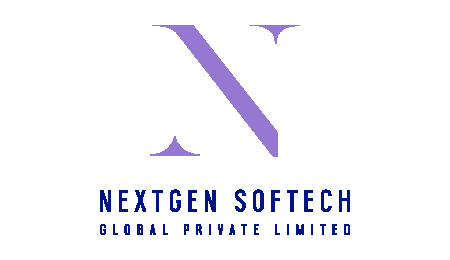 N
NEXTGEN SOFTECH
GLOBAL PRIVATE LIMITED